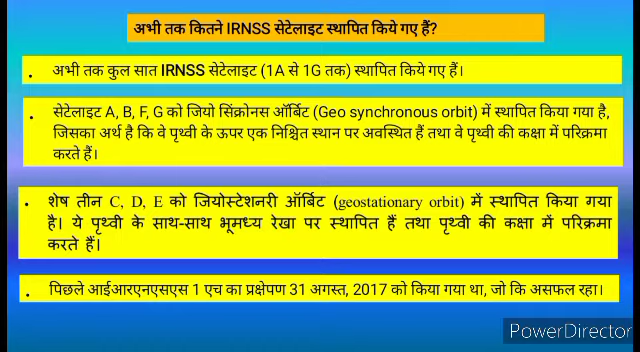 अभी तक कितने IRNSS सेटेलाइट स्थापित किये गए हैं?
• अभी तक कुल सात IRNSS सेटेलाइट (1A से 1G तक) स्थापित किये गए हैं।
• सेटेलाइट A, B, F, G को जियो सिंक्रोनस ऑर्बिट (Geo synchronous orbit) में स्थापित किया गया है,
जिसका अर्थ है कि वे पृथ्वी के ऊपर एक निश्चित स्थान पर अवस्थित हैं तथा वे पृथ्वी की कक्षा में परिक्रमा
करते हैं।
• शेष तीन C, D, E को जियोस्टेशनरी ऑर्बिट (geostationary orbit) में स्थापित किया गया
है। ये पृथ्वी के साथ-साथ भूमध्य रेखा पर स्थापित हैं तथा पृथ्वी की कक्षा में परिक्रमा
करते हैं।
• पिछले आईआरएनएसएस 1 एच का प्रक्षेपण 31 अगस्त, 2017 को किया गया था, जो कि असफल रहा।
PowerDirector